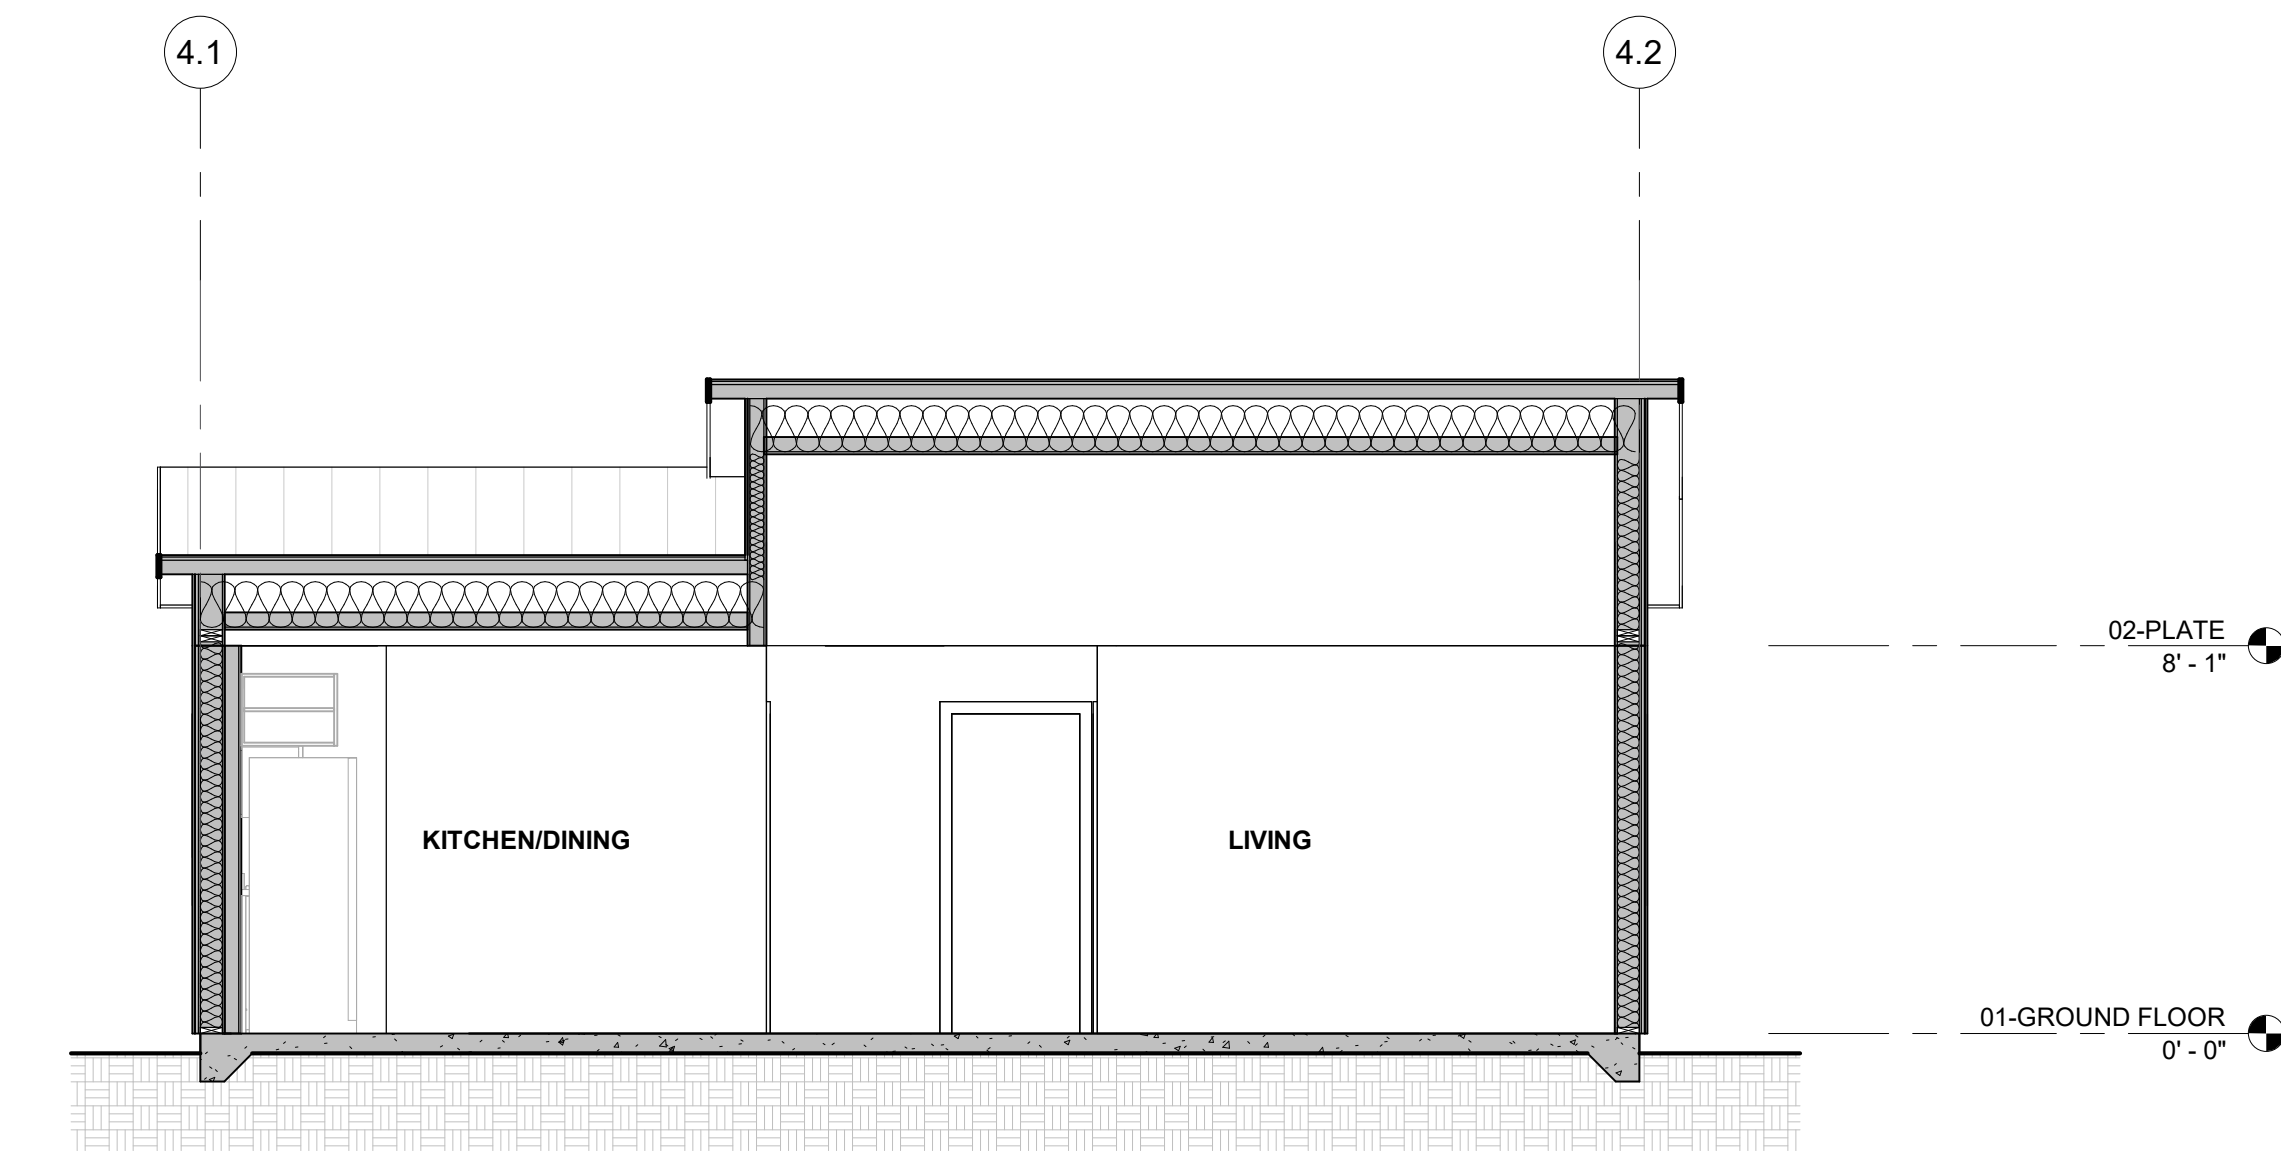 4.1
4.2
02-PLATE
8' - 1"
KITCHEN/DINING
LIVING
01-GROUND FLOOR
0' - 0"